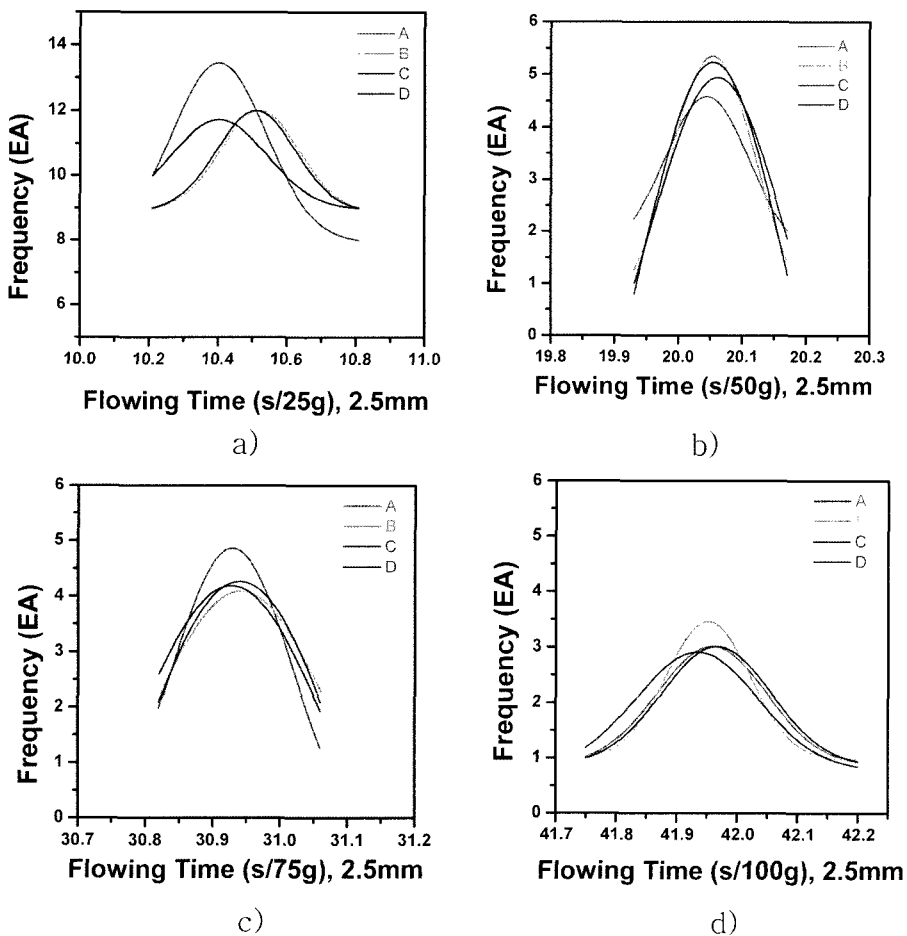 15
14
12
10
8
6
Frequency (EA)
10.0 10.2 10.4 10.6 10.8 11.0
Flowing Time (s/25g), 2.5mm
A
B
C
D
a)
6
5
4
3
2
1
0
Frequency (EA)
19.8 19.9 20.0 20.1 20.2 20.3
Flowing Time (s/50g), 2.5mm
A
B
C
D
b)
6
5
4
3
2
1
0
Frequency (EA)
30.7 30.8 30.9 31.0 31.1 31.2
Flowing Time (s/75g), 2.5mm
A
B
C
D
c)
6
5
4
3
2
1
0
Frequency (EA)
41.7 41.8 41.9 42.0 42.1 42.2
Flowing Time (s/100g), 2.5mm
A
C
D
d)